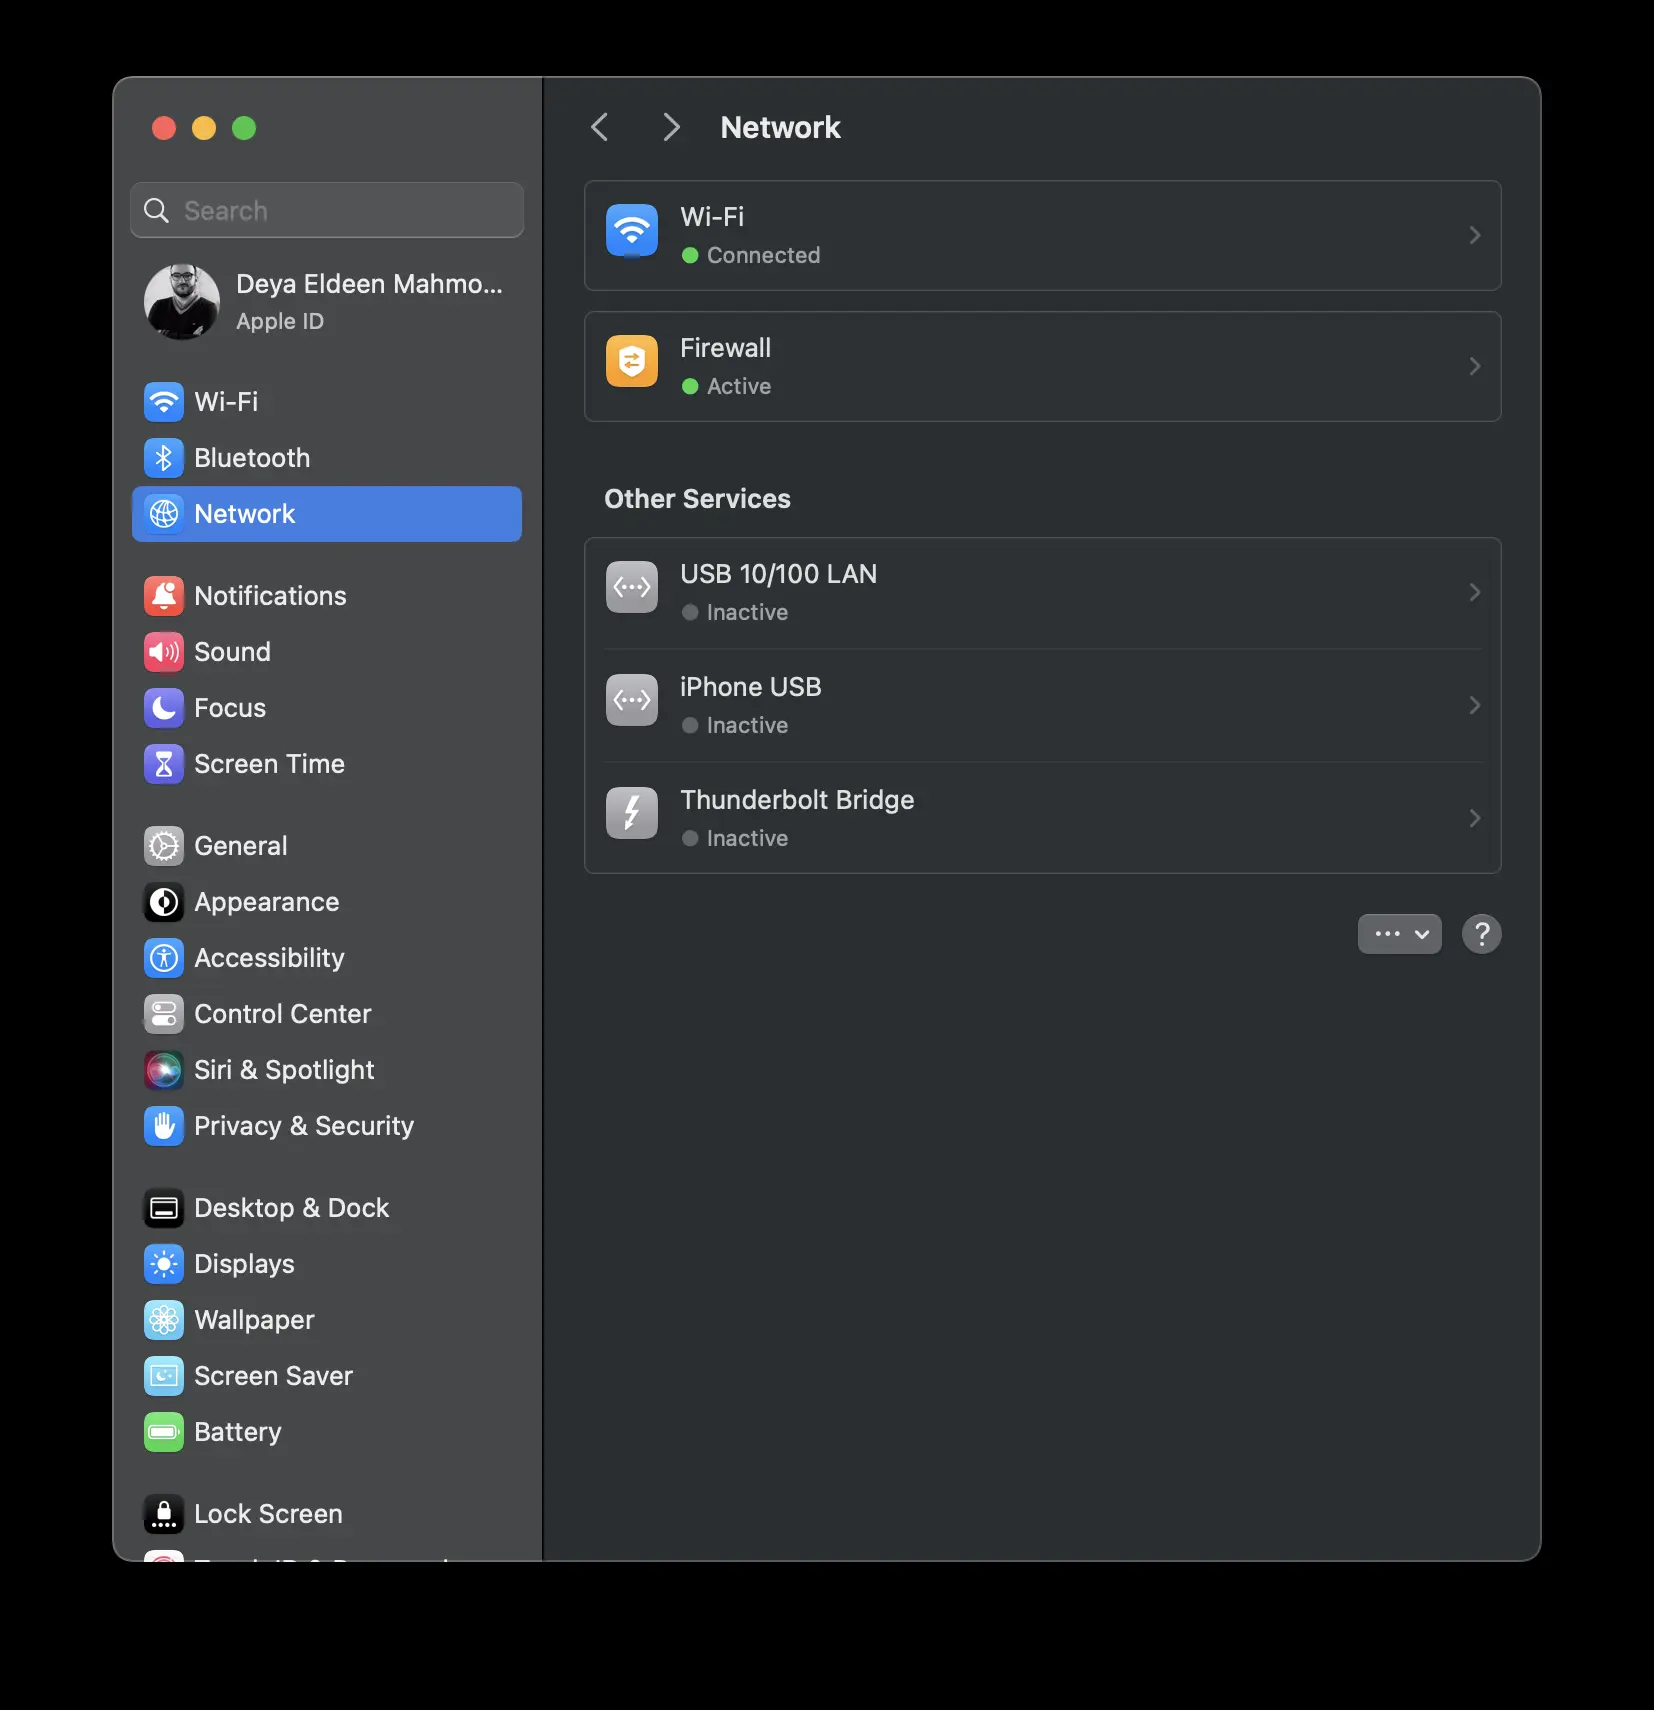 Network
Search
Deya Eldeen Mahmo...
Apple ID
Wi-Fi
Bluetooth
Network
Notifications
Sound
Focus
Screen Time
General
Appearance
Accessibility
Control Center
Siri & Spotlight
Privacy & Security
Desktop & Dock
Displays
Wallpaper
Screen Saver
Battery
Lock Screen
Wi-Fi
Connected
Firewall
Active
Other Services
USB 10/100 LAN
Inactive
iPhone USB
Inactive
Thunderbolt Bridge
Inactive
?